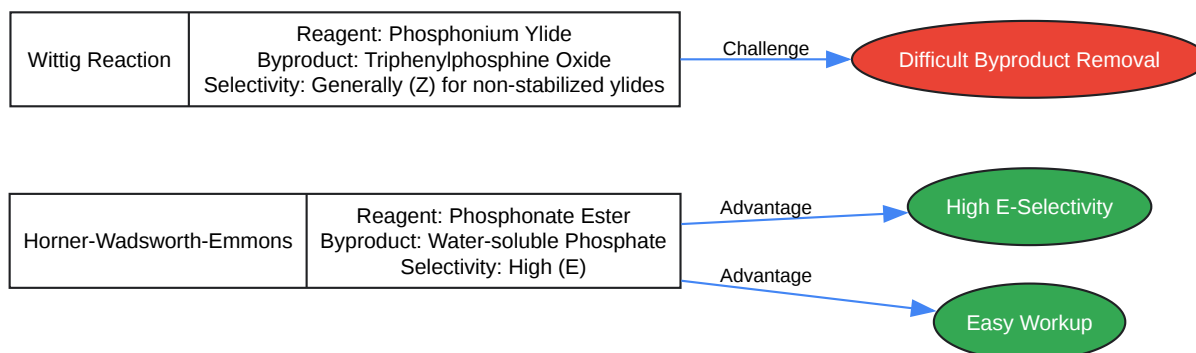 Wittig Reaction
Reagent: Phosphonium Ylide
Byproduct: Triphenylphosphine Oxide
Selectivity: Generally (Z) for non-stabilized ylides
Challenge
Difficult Byproduct Removal
Horner-Wadsworth-Emmons
Reagent: Phosphonate Ester
Byproduct: Water-soluble Phosphate
Selectivity: High (E)
Advantage
High E-Selectivity
Advantage
Easy Workup